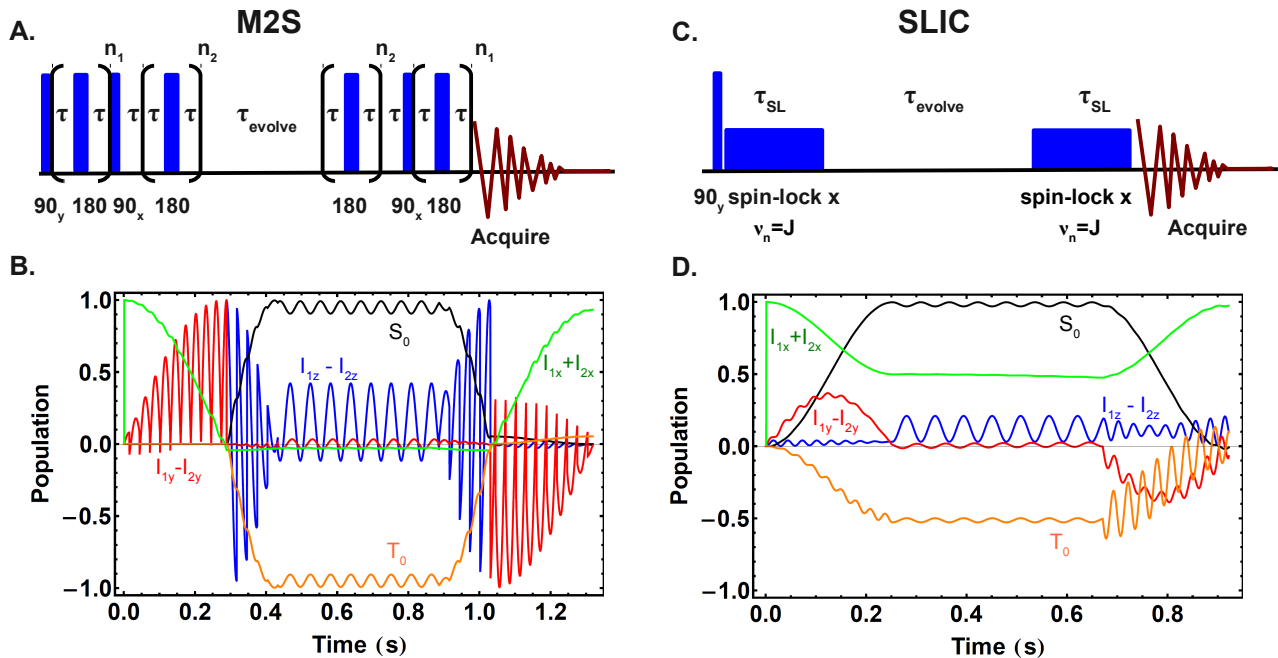 A.
M2S
n1
n2
n2
n1
( τ τ ) τ ( τ τ ) τevolve ( τ τ ) τ ( τ τ )
90y 180 90x 180 180 90x 180
Acquire
B.
Population
1.0
0.5
0.0
−0.5
−1.0
S0
I1z - I2z
I1x+I2x
I1y-I2y
T0
0.0 0.2 0.4 0.6 0.8 1.0 1.2
Time (s)
C.
SLIC
τSL τevolve τSL
90y spin-lock x spin-lock x
νn=J νn=J
Acquire
D.
Population
1.0
0.5
0.0
−0.5
−1.0
S0
I1x+I2x
I1z - I2z
I1y-I2y
T0
0.0 0.2 0.4 0.6 0.8
Time (s)